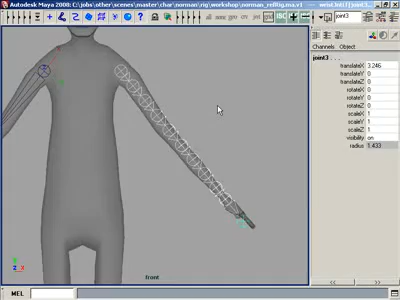 Autodesk Maya 2008: C:\jobs\other\scenes\master\char\norman\rig\workshop\norman_refRig.ma.v1
joint3
Channels Object
joint3 . . .
translateX 3.246
translateY 0
translateZ 0
rotateX 0
rotateY 0
rotateZ 0
scaleX 1
scaleY 1
scaleZ 1
visibility on
radius 1.433
front
MEL